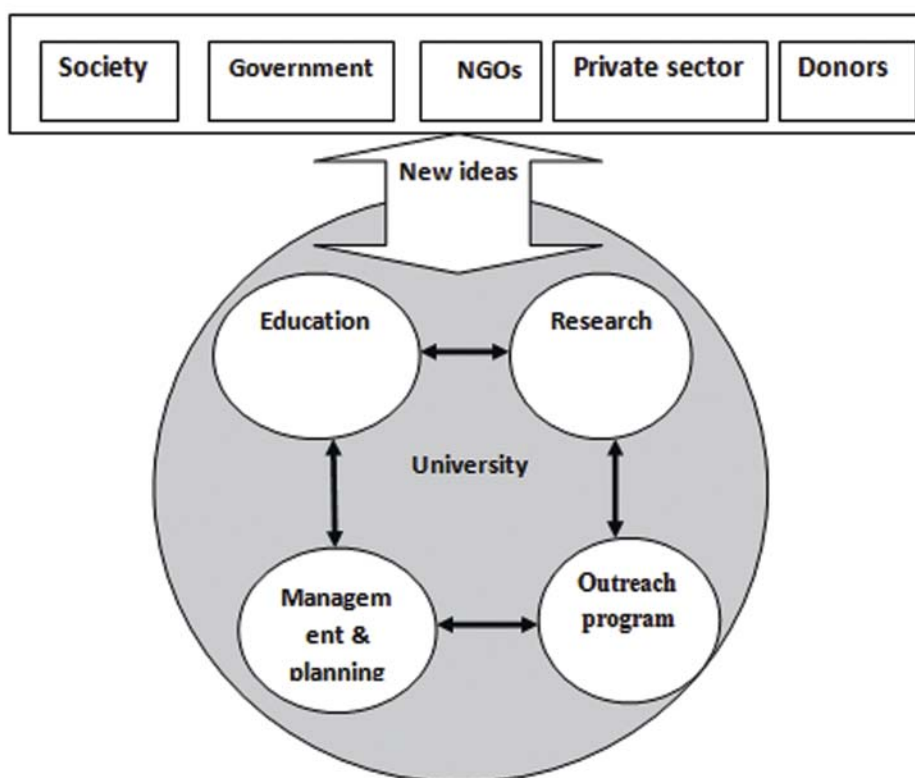 Society
Government
NGOs
Private sector
Donors
New ideas
Education
Research
University
Managem
ent &
planning
Outreach
program